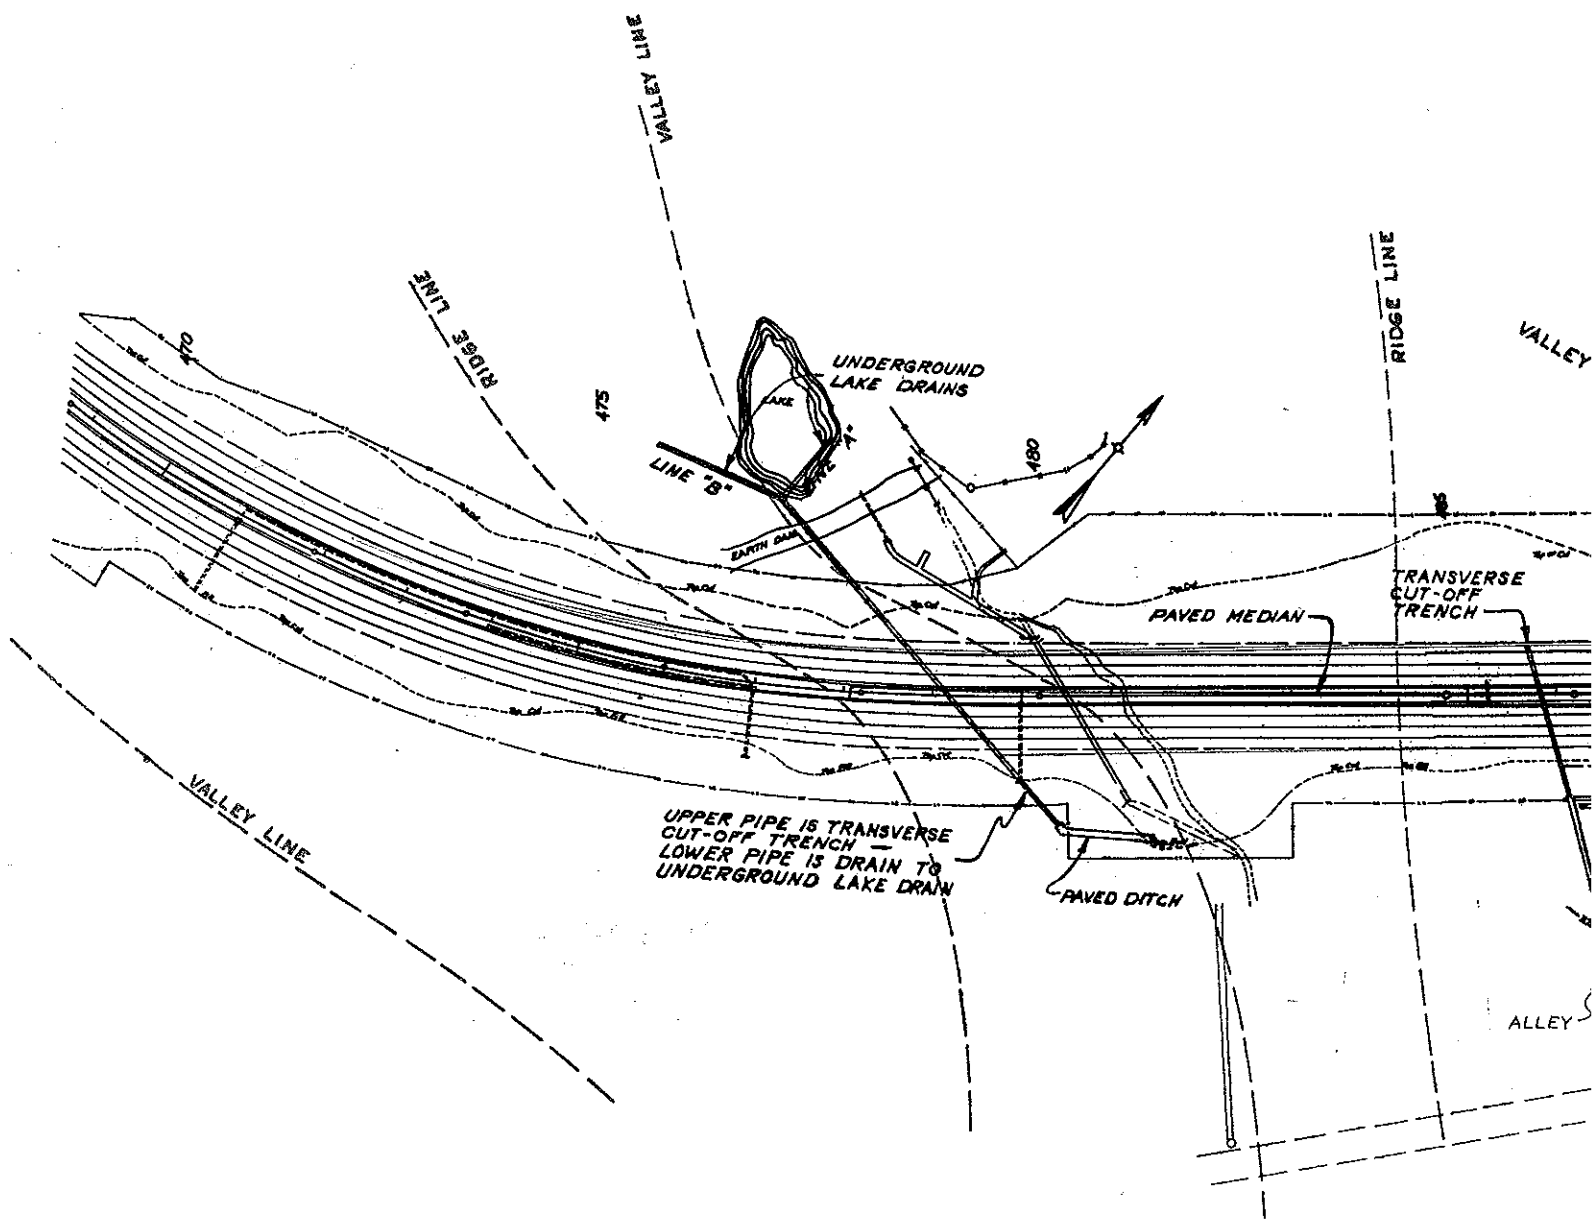 VALLEY LINE
RIDGE LINE
RIDGE LINE
VALLEY
470
475
480
485
UNDERGROUND
LAKE DRAINS
LAKE
LINE "A"
LINE "B"
EARTH DAM
PAVED MEDIAN
TRANSVERSE
CUT-OFF
TRENCH
VALLEY LINE
UPPER PIPE IS TRANSVERSE
CUT-OFF TRENCH —
LOWER PIPE IS DRAIN TO
UNDERGROUND LAKE DRAIN
PAVED DITCH
ALLEY